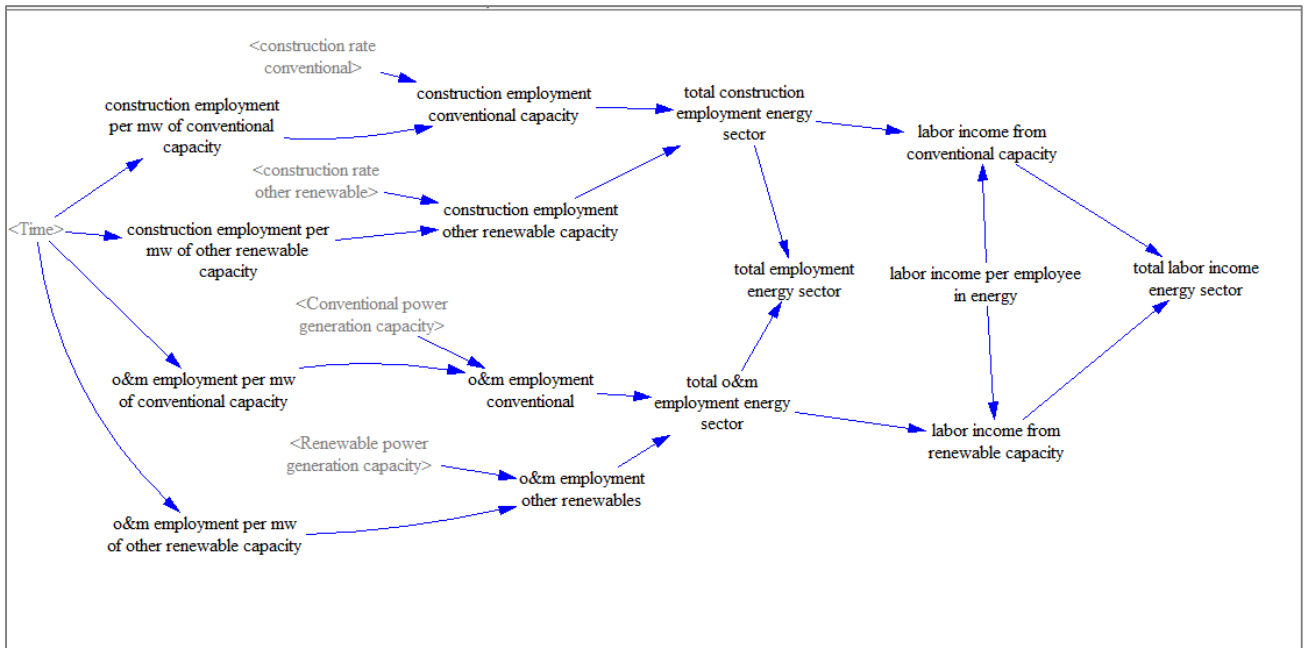 <construction rate
conventional>
construction employment
per mw of conventional
capacity
construction employment
conventional capacity
total construction
employment energy
sector
labor income from
conventional capacity
<construction rate
other renewable>
<Time>
construction employment per
mw of other renewable
capacity
construction employment
other renewable capacity
total employment
energy sector
labor income per employee
in energy
total labor income
energy sector
<Conventional power
generation capacity>
o&m employment per mw
of conventional capacity
o&m employment
conventional
total o&m
employment energy
sector
labor income from
renewable capacity
<Renewable power
generation capacity>
o&m employment
other renewables
o&m employment per mw
of other renewable capacity